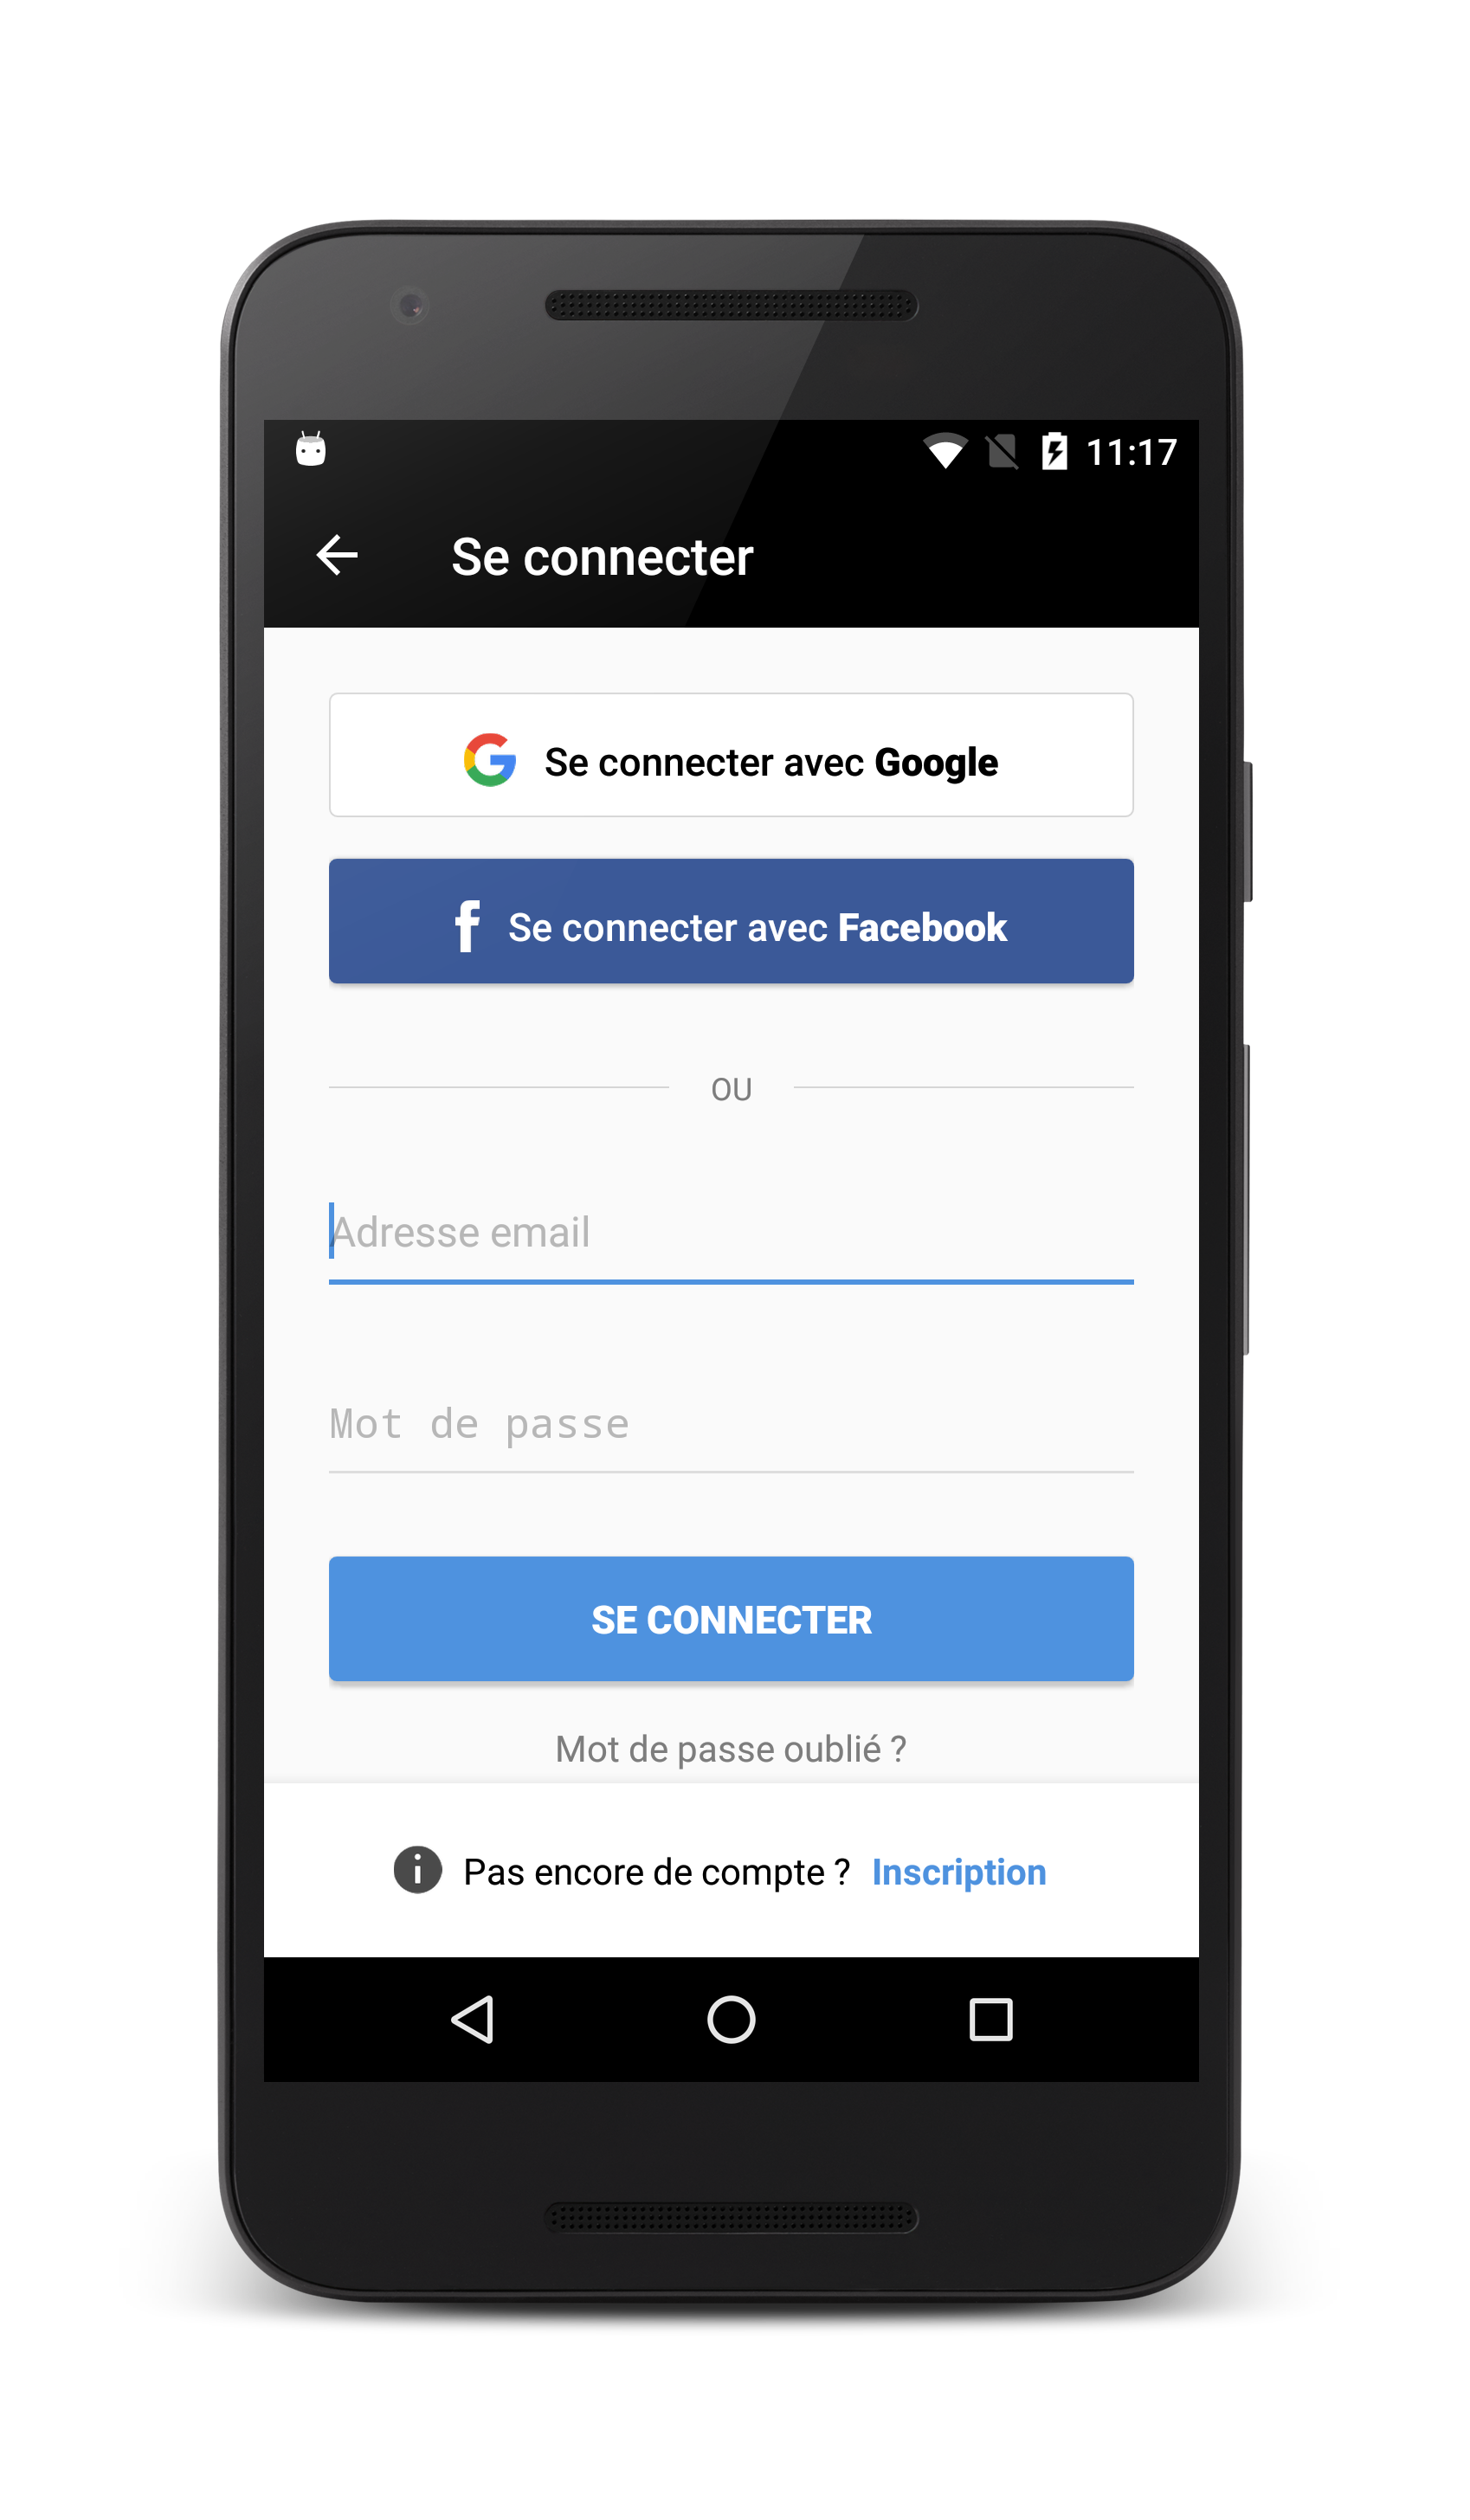 11:17
Se connecter
Se connecter avec Google
Se connecter avec Facebook
OU
Adresse email
Mot de passe
SE CONNECTER
Mot de passe oublié ?
Pas encore de compte ? Inscription